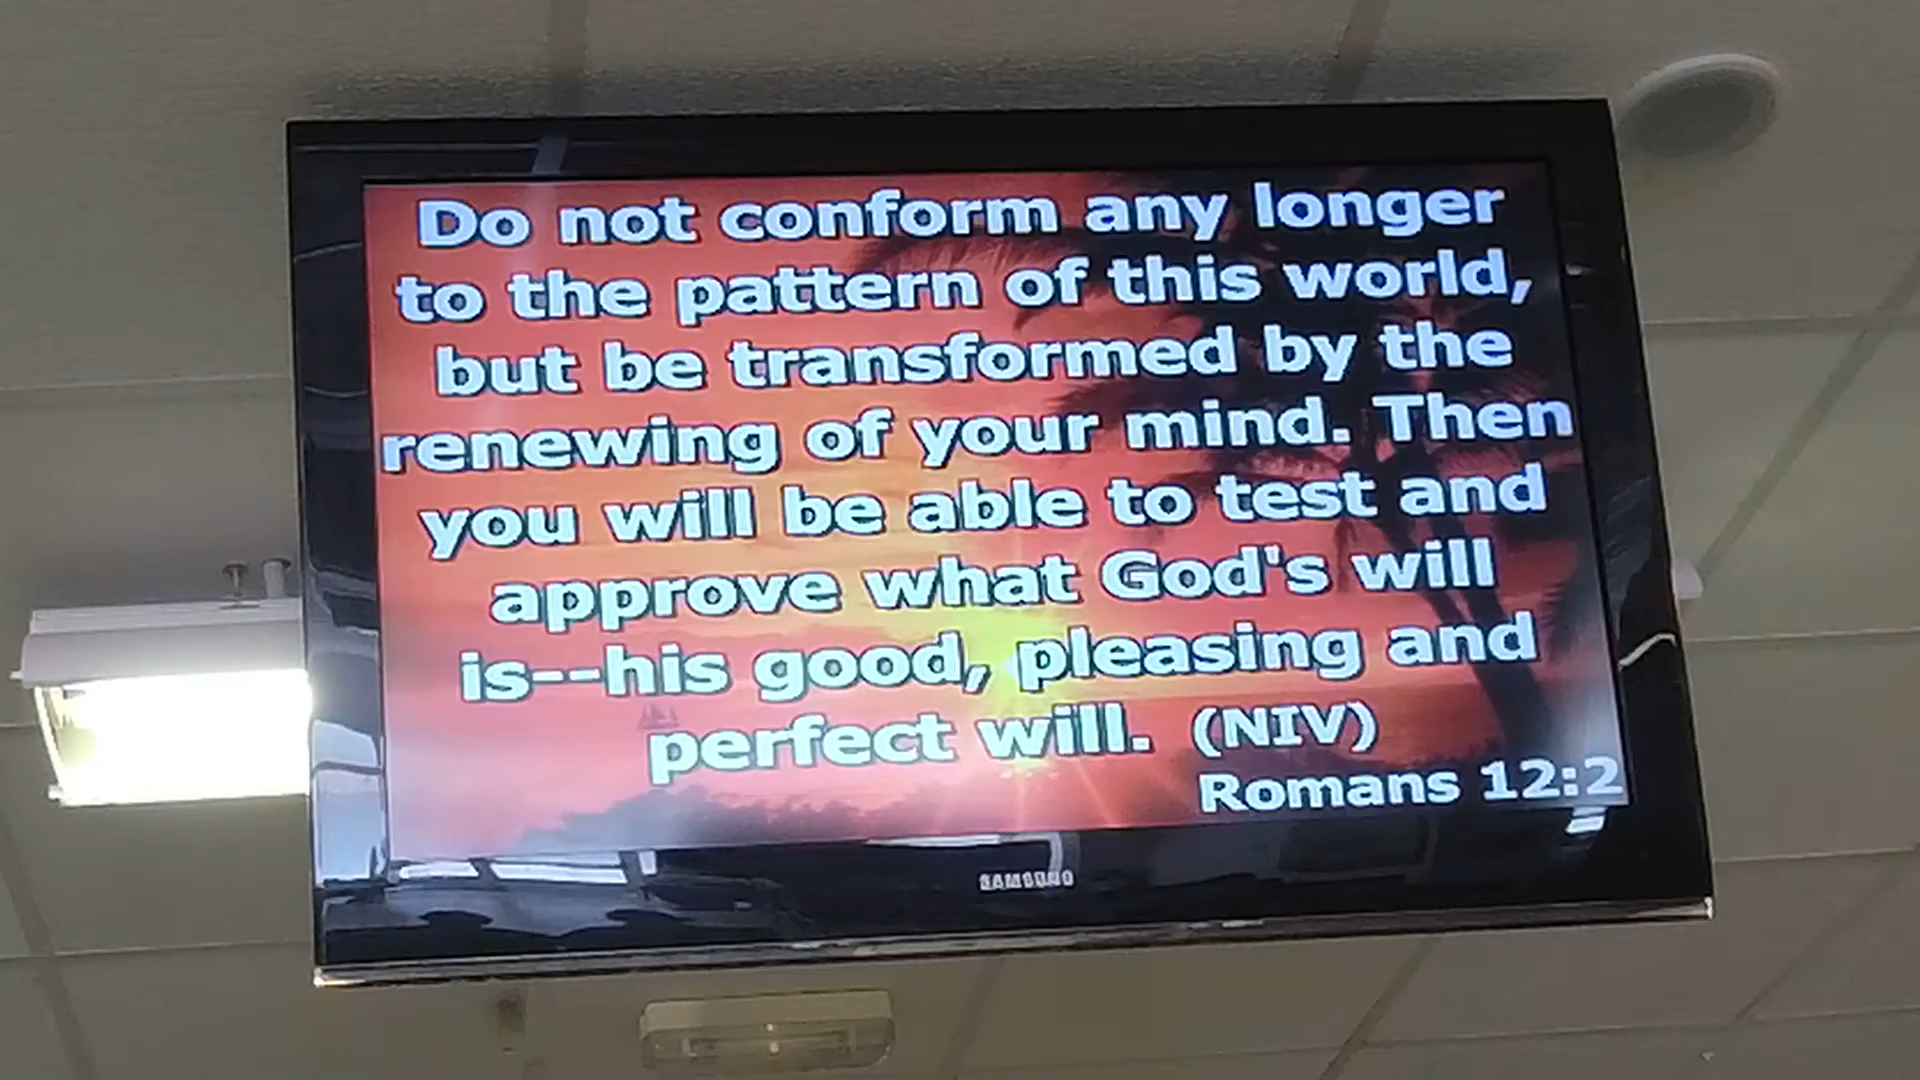 Do not conform any longer
to the pattern of this world,
but be transformed by the
renewing of your mind. Then
you will be able to test and
approve what God's will
is--his good, pleasing and
perfect will. (NIV)
Romans 12:2
SAMSUNG